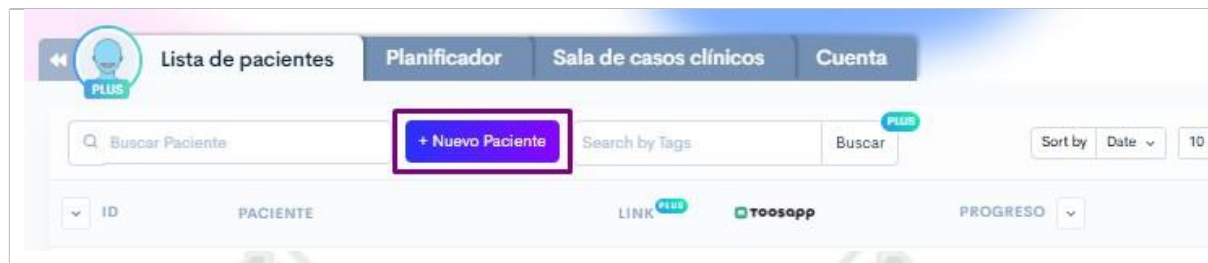 Lista de pacientes Planificador Sala de casos clínicos Cuenta
PLUS
PLUS
Buscar Paciente + Nuevo Paciente Search by Tags Buscar Sort by Date 10
ID PACIENTE LINK PLUS TOOSAPP PROGRESO